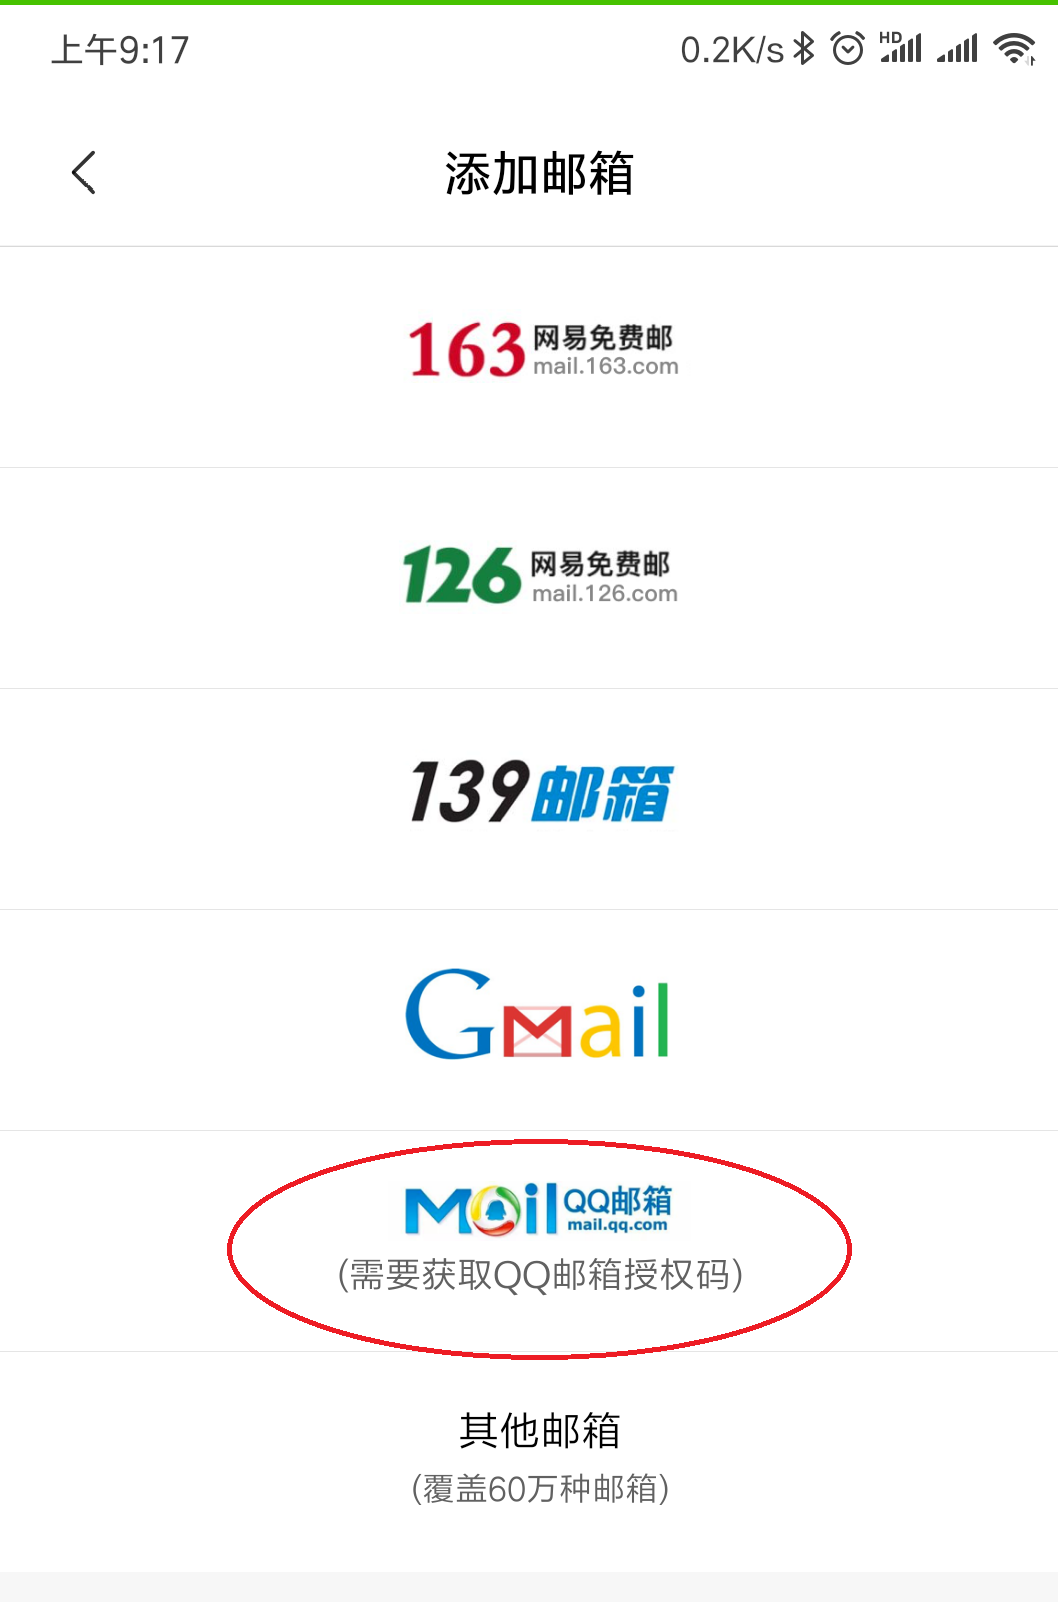 上午9:17
0.2K/s HD
添加邮箱
163 网易免费邮
mail.163.com
126 网易免费邮
mail.126.com
139邮箱
Gmail
Mail QQ邮箱
mail.qq.com
(需要获取QQ邮箱授权码)
其他邮箱
(覆盖60万种邮箱)